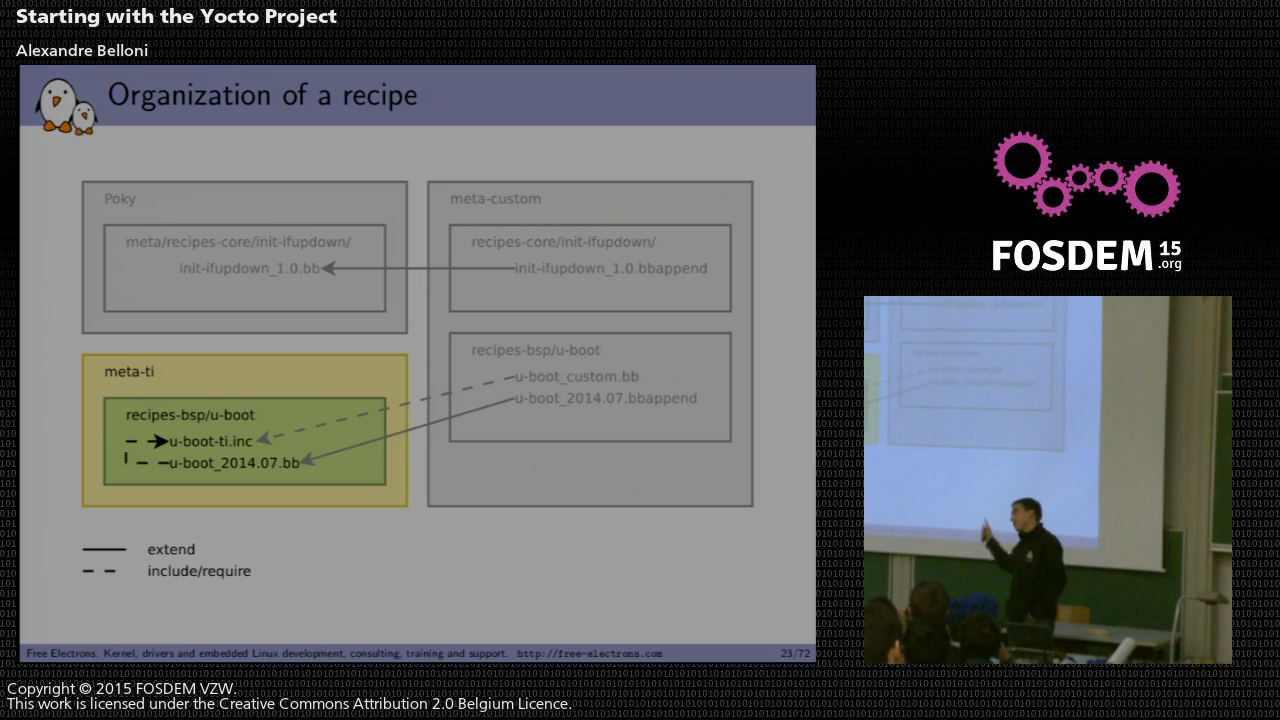 Starting with the Yocto Project
Alexandre Belloni
Organization of a recipe
Poky
meta/recipes-core/init-ifupdown/
init-ifupdown_1.0.bb
meta-custom
recipes-core/init-ifupdown/
init-ifupdown_1.0.bbappend
recipes-bsp/u-boot
u-boot_custom.bb
u-boot_2014.07.bbappend
meta-ti
recipes-bsp/u-boot
u-boot-ti.inc
u-boot_2014.07.bb
extend
include/require
Free Electrons. Kernel, drivers and embedded Linux development, consulting, training and support. http://free-electrons.com 23/72
FOSDEM 15 .org
Copyright © 2015 FOSDEM VZW.
This work is licensed under the Creative Commons Attribution 2.0 Belgium Licence.